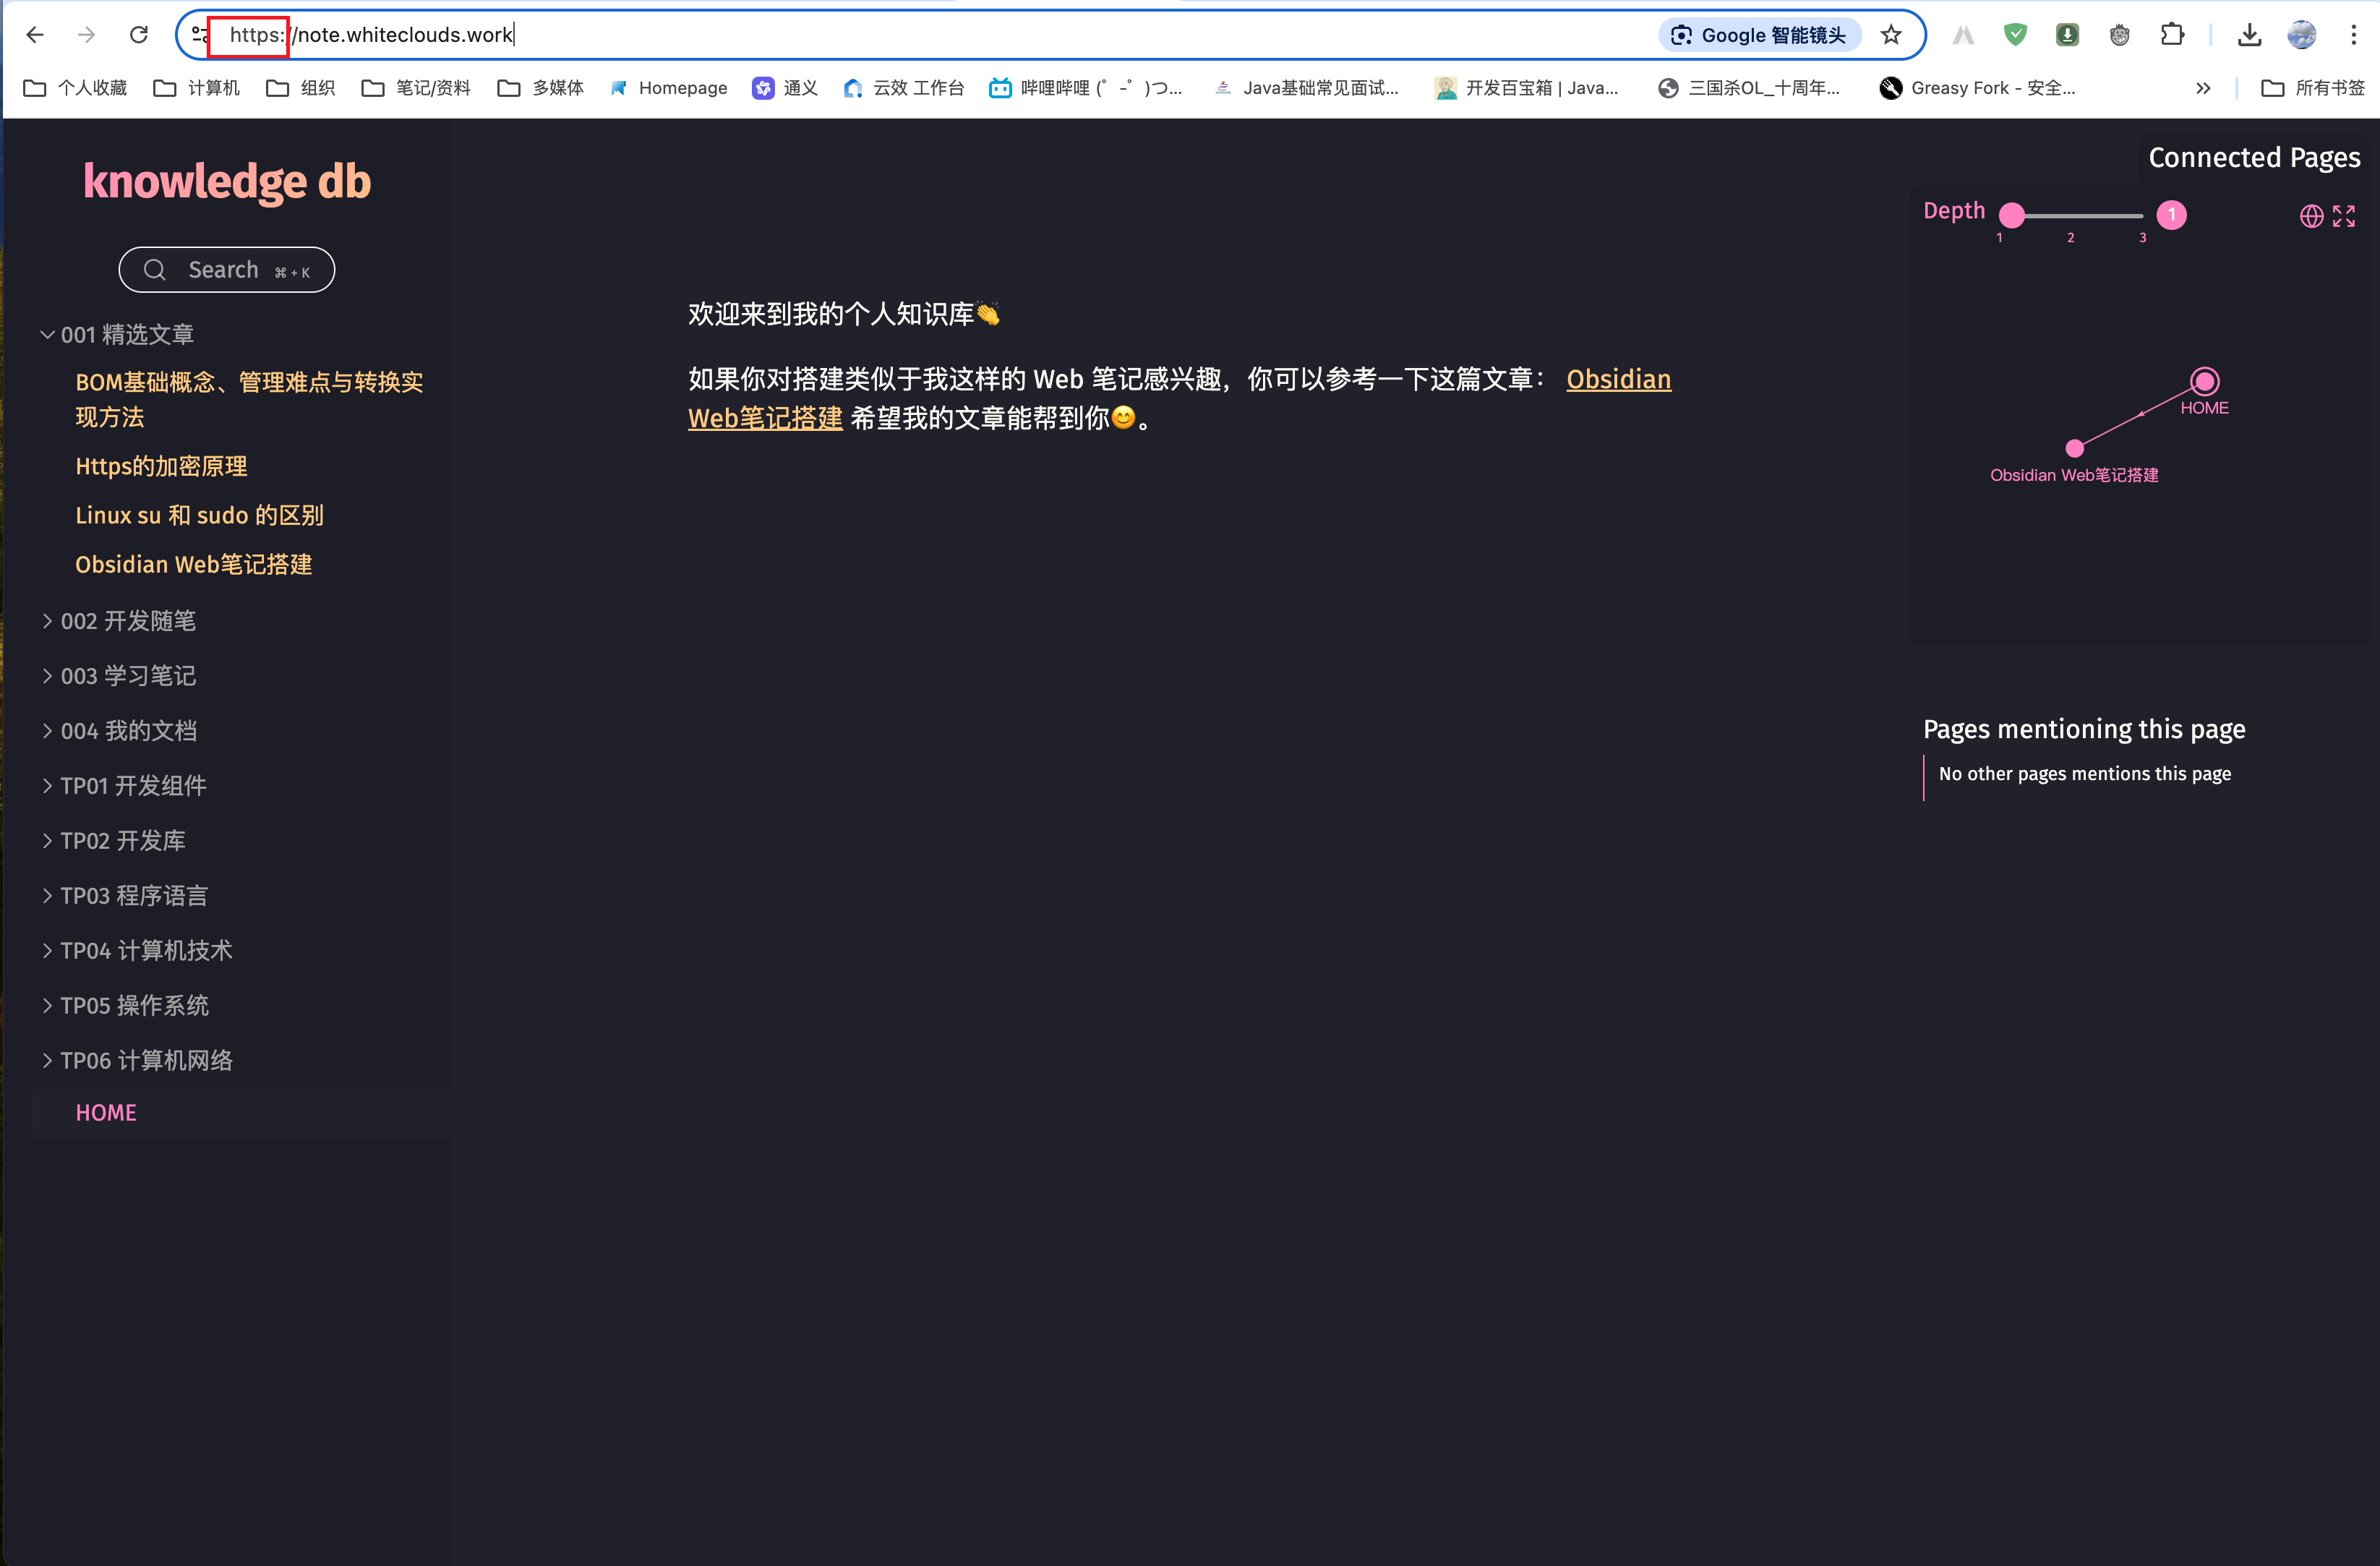 https://note.whiteclouds.work
Google 智能镜头
个人收藏
计算机
组织
笔记/资料
多媒体
Homepage
通义
云效 工作台
哔哩哔哩 (゜-゜)つ...
Java基础常见面试...
开发百宝箱 | Java...
三国杀OL_十周年...
Greasy Fork - 安全...
所有书签
knowledge db
Search ⌘ + K
001 精选文章
BOM基础概念、管理难点与转换实
现方法
Https的加密原理
Linux su 和 sudo 的区别
Obsidian Web笔记搭建
002 开发随笔
003 学习笔记
004 我的文档
TP01 开发组件
TP02 开发库
TP03 程序语言
TP04 计算机技术
TP05 操作系统
TP06 计算机网络
HOME
欢迎来到我的个人知识库👏
如果你对搭建类似于我这样的 Web 笔记感兴趣，你可以参考一下这篇文章： Obsidian
Web笔记搭建 希望我的文章能帮到你😊。
Connected Pages
Depth
1
1 2 3
HOME
Obsidian Web笔记搭建
Pages mentioning this page
No other pages mentions this page